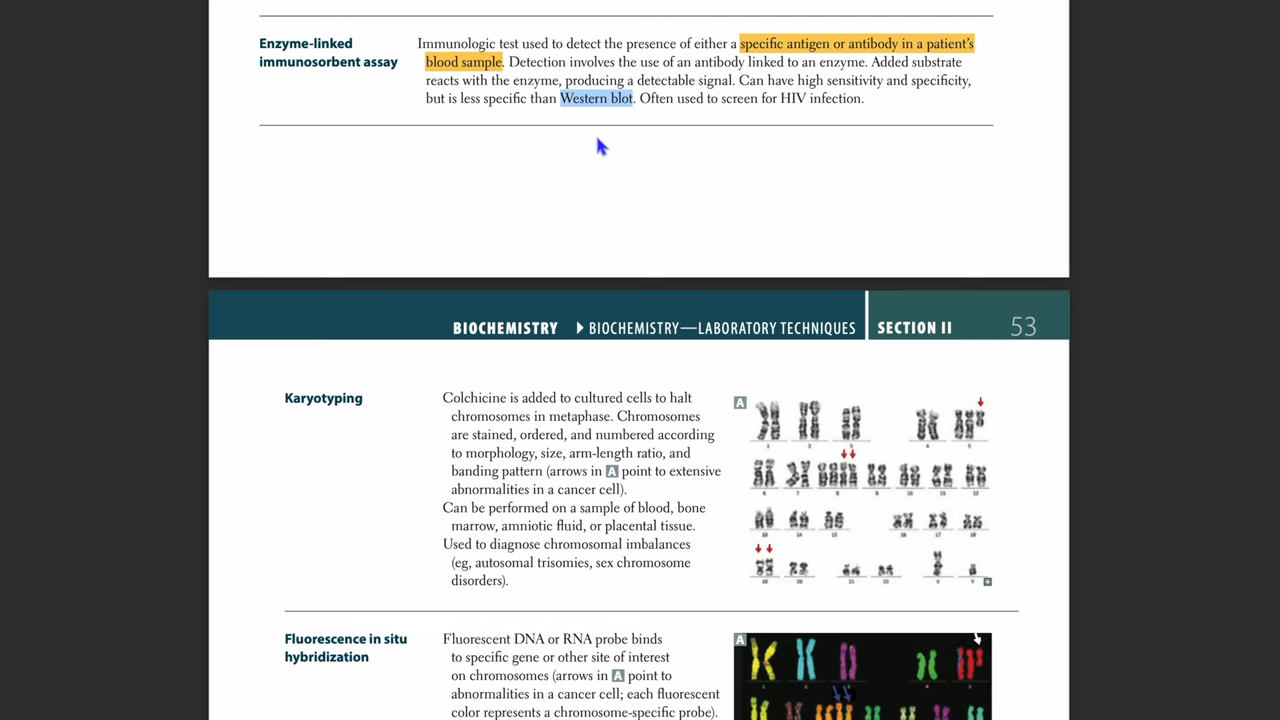 Enzyme-linked
immunosorbent assay
Immunologic test used to detect the presence of either a specific antigen or antibody in a patient's
blood sample. Detection involves the use of an antibody linked to an enzyme. Added substrate
reacts with the enzyme, producing a detectable signal. Can have high sensitivity and specificity,
but is less specific than Western blot. Often used to screen for HIV infection.
BIOCHEMISTRY ▶ BIOCHEMISTRY—LABORATORY TECHNIQUES SECTION II 53
Karyotyping
Colchicine is added to cultured cells to halt
chromosomes in metaphase. Chromosomes
are stained, ordered, and numbered according
to morphology, size, arm-length ratio, and
banding pattern (arrows in A point to extensive
abnormalities in a cancer cell).
Can be performed on a sample of blood, bone
marrow, amniotic fluid, or placental tissue.
Used to diagnose chromosomal imbalances
(eg, autosomal trisomies, sex chromosome
disorders).
A
Fluorescence in situ
hybridization
Fluorescent DNA or RNA probe binds
to specific gene or other site of interest
on chromosomes (arrows in A point to
abnormalities in a cancer cell; each fluorescent
color represents a chromosome-specific probe).
A